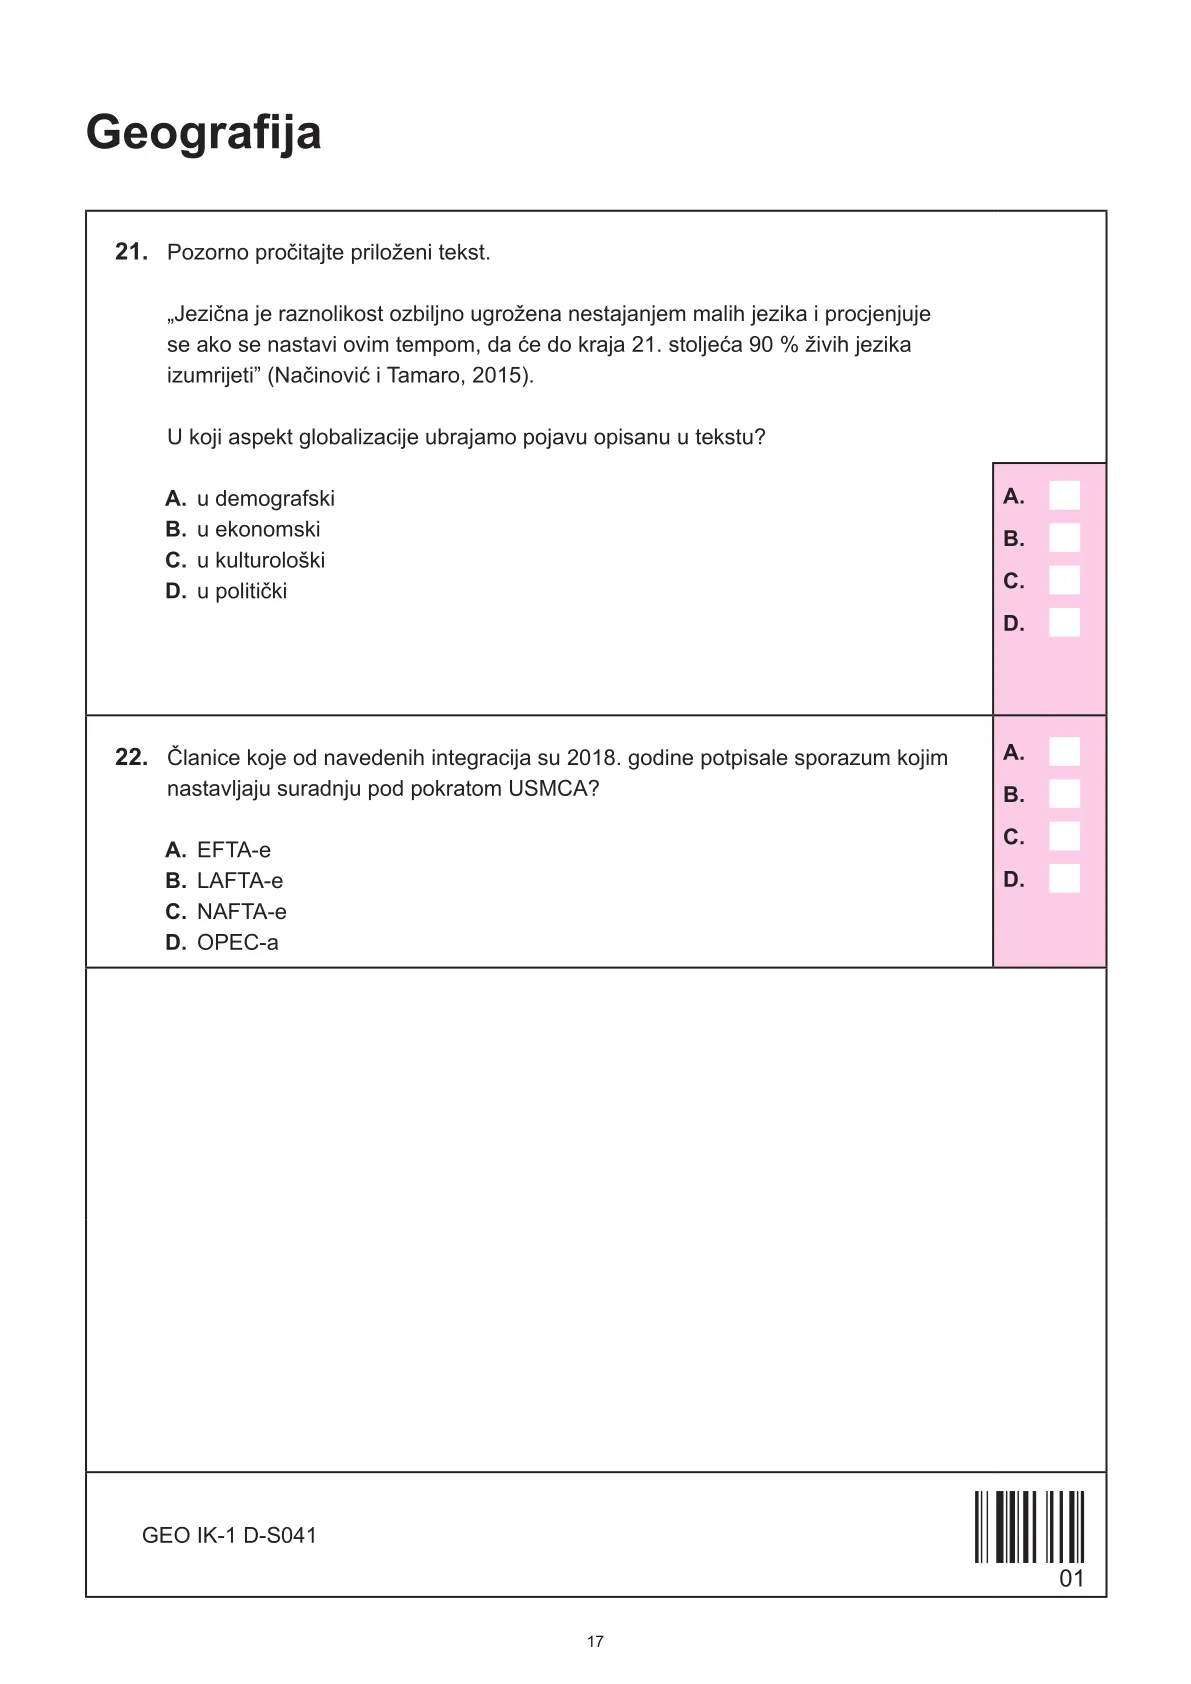 Geografija
21. Pozorno pročitajte priloženi tekst.
„Jezična je raznolikost ozbiljno ugrožena nestajanjem malih jezika i procjenjuje
se ako se nastavi ovim tempom, da će do kraja 21. stoljeća 90 % živih jezika
izumrijeti” (Načinović i Tamaro, 2015).
U koji aspekt globalizacije ubrajamo pojavu opisanu u tekstu?
A. u demografski
B. u ekonomski
C. u kulturološki
D. u politički
A.
B.
C.
D.
22. Članice koje od navedenih integracija su 2018. godine potpisale sporazum kojim
nastavljaju suradnju pod pokratom USMCA?
A. EFTA-e
B. LAFTA-e
C. NAFTA-e
D. OPEC-a
A.
B.
C.
D.
GEO IK-1 D-S041
01
17